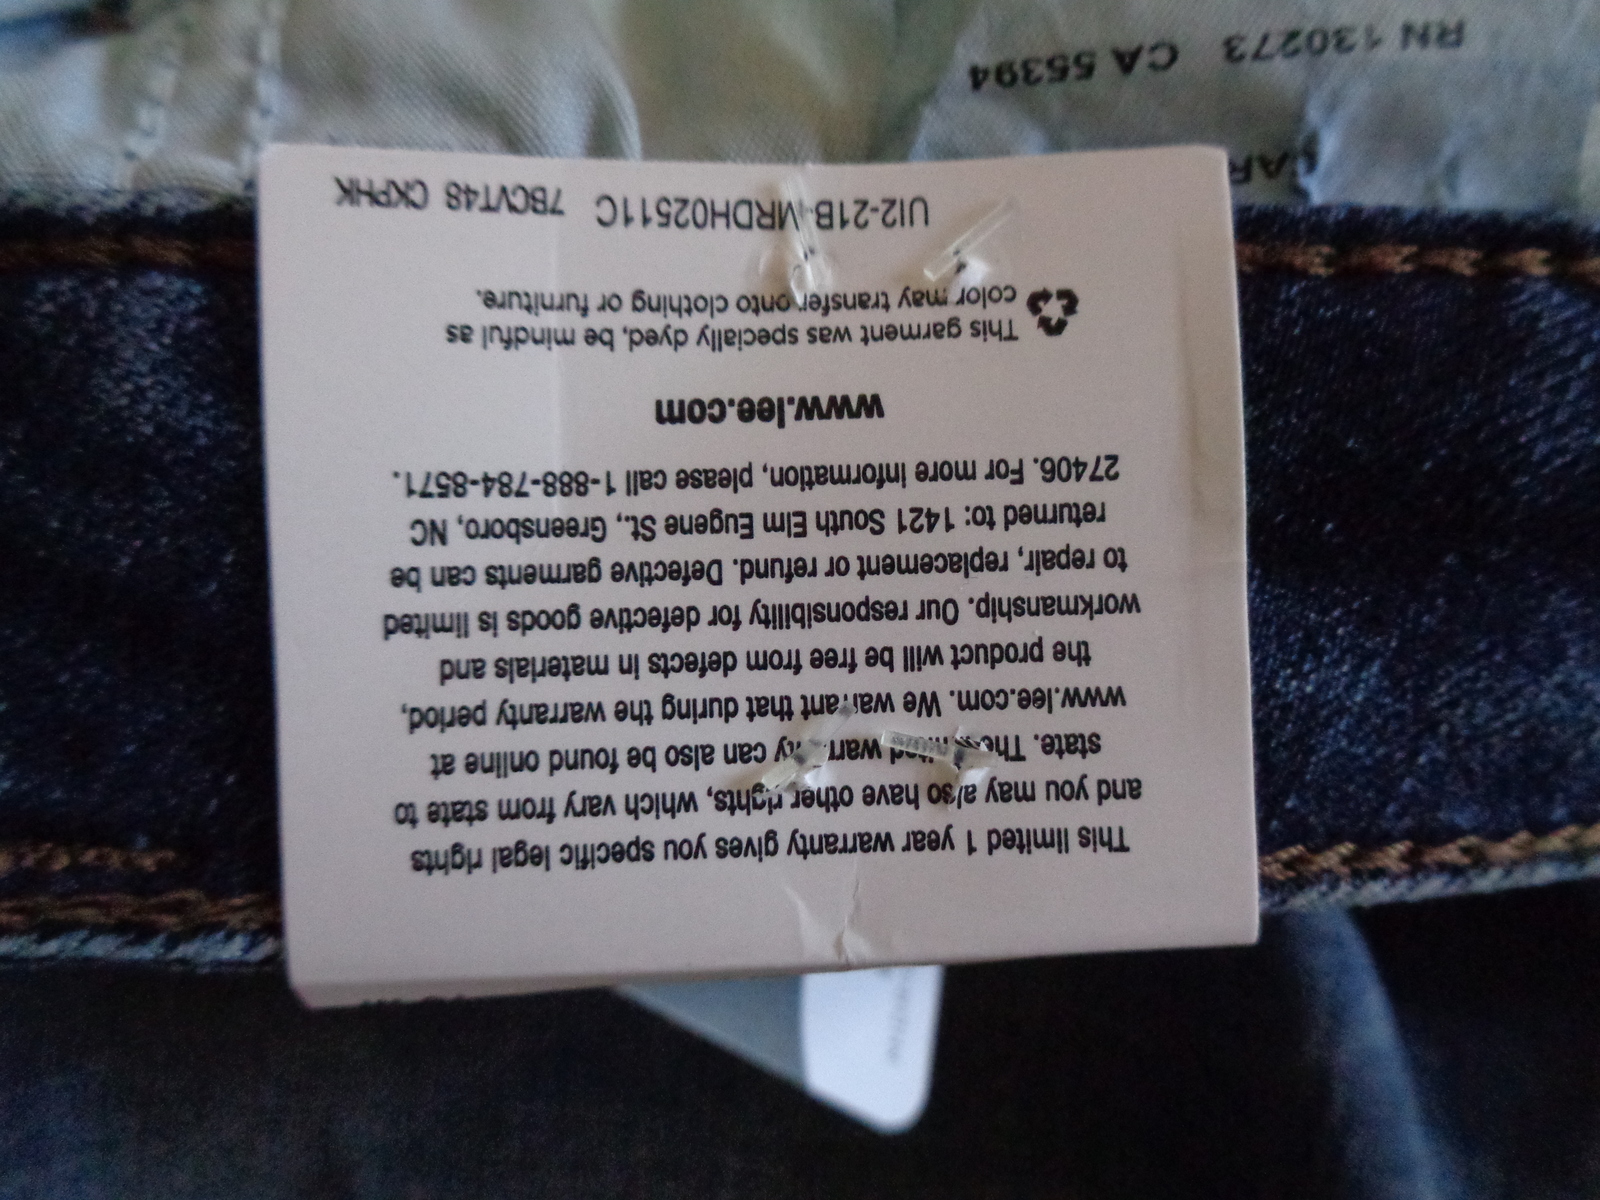 This limited 1 year warranty gives you specific legal rights
and you may also have other rights, which vary from state to
state. The limited warranty can also be found online at
www.lee.com. We warrant that during the warranty period,
the product will be free from defects in materials and
workmanship. Our responsibility for defective goods is limited
to repair, replacement or refund. Defective garments can be
returned to: 1421 South Elm Eugene St., Greensboro, NC
27406. For more information, please call 1-888-784-8571.
www.lee.com
This garment was specially dyed, be mindful as
color may transfer onto clothing or furniture.
UI2-21B MRDH02511C 7BCVT48 CKPHK
RN 130273 CA 55394